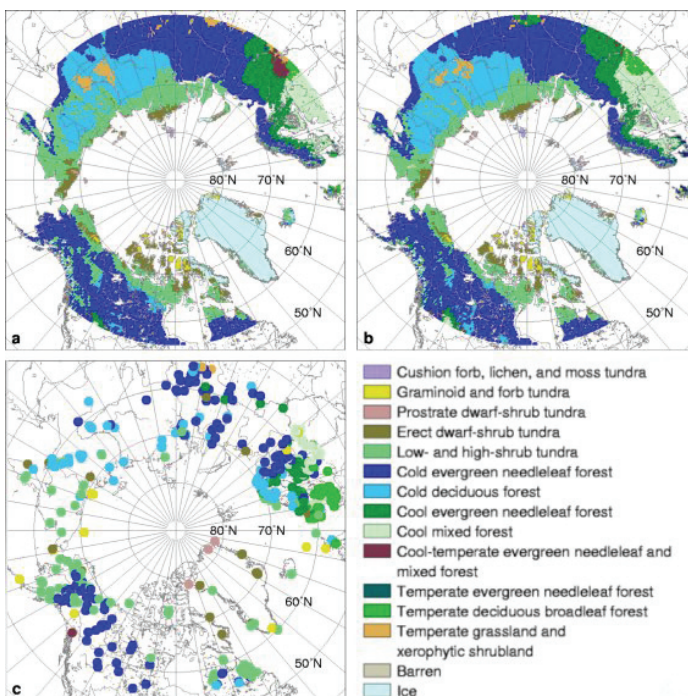 80°N
70°N
60°N
50°N
a
80°N
70°N
60°N
50°N
b
80°N
70°N
60°N
50°N
c
Cushion forb, lichen, and moss tundra
Graminoid and forb tundra
Prostrate dwarf-shrub tundra
Erect dwarf-shrub tundra
Low- and high-shrub tundra
Cold evergreen needleleaf forest
Cold deciduous forest
Cool evergreen needleleaf forest
Cool mixed forest
Cool-temperate evergreen needleleaf and
mixed forest
Temperate evergreen needleleaf forest
Temperate deciduous broadleaf forest
Temperate grassland and
xerophytic shrubland
Barren
Ice